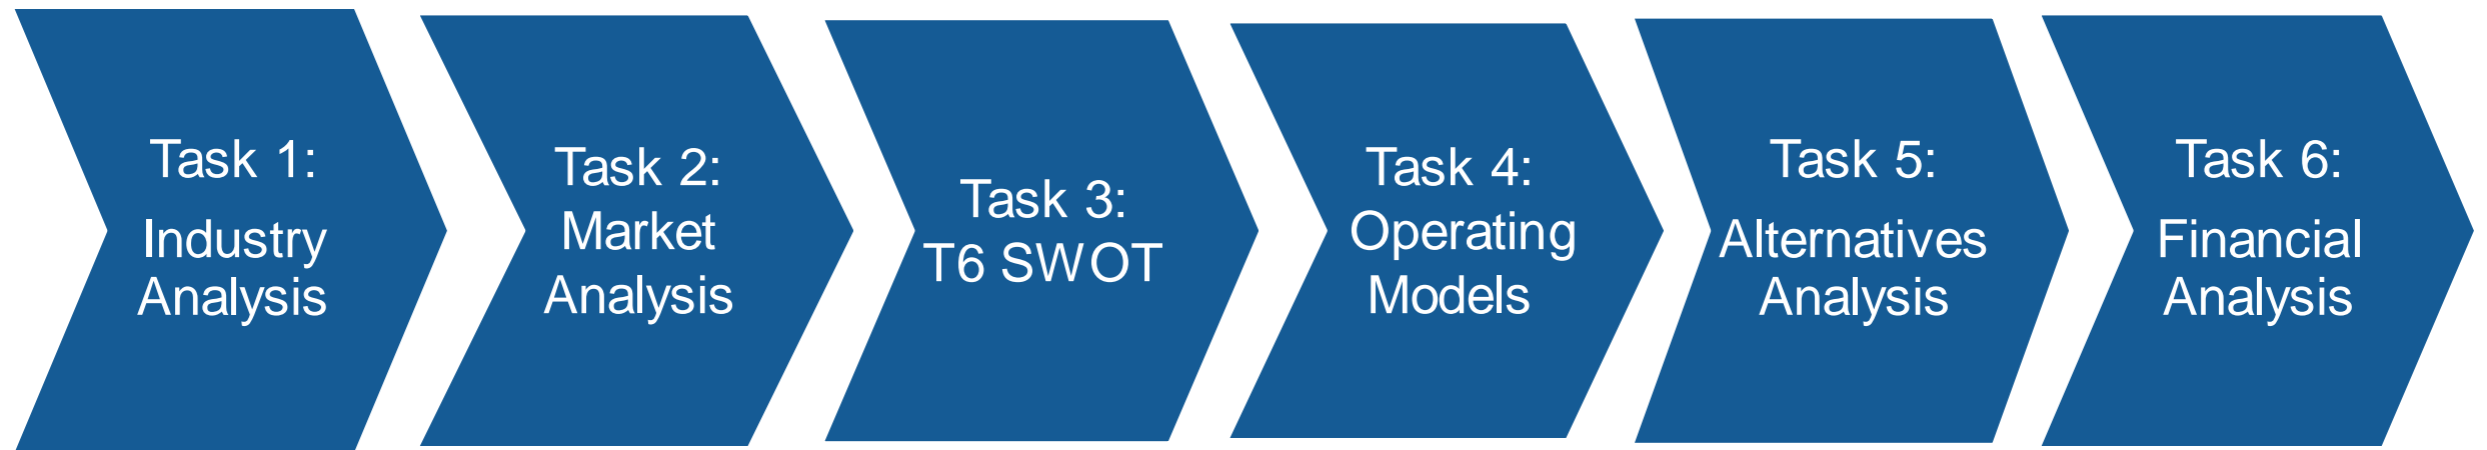 Task 1:
Industry
Analysis
Task 2:
Market
Analysis
Task 3:
T6 SWOT
Task 4:
Operating
Models
Task 5:
Alternatives
Analysis
Task 6:
Financial
Analysis